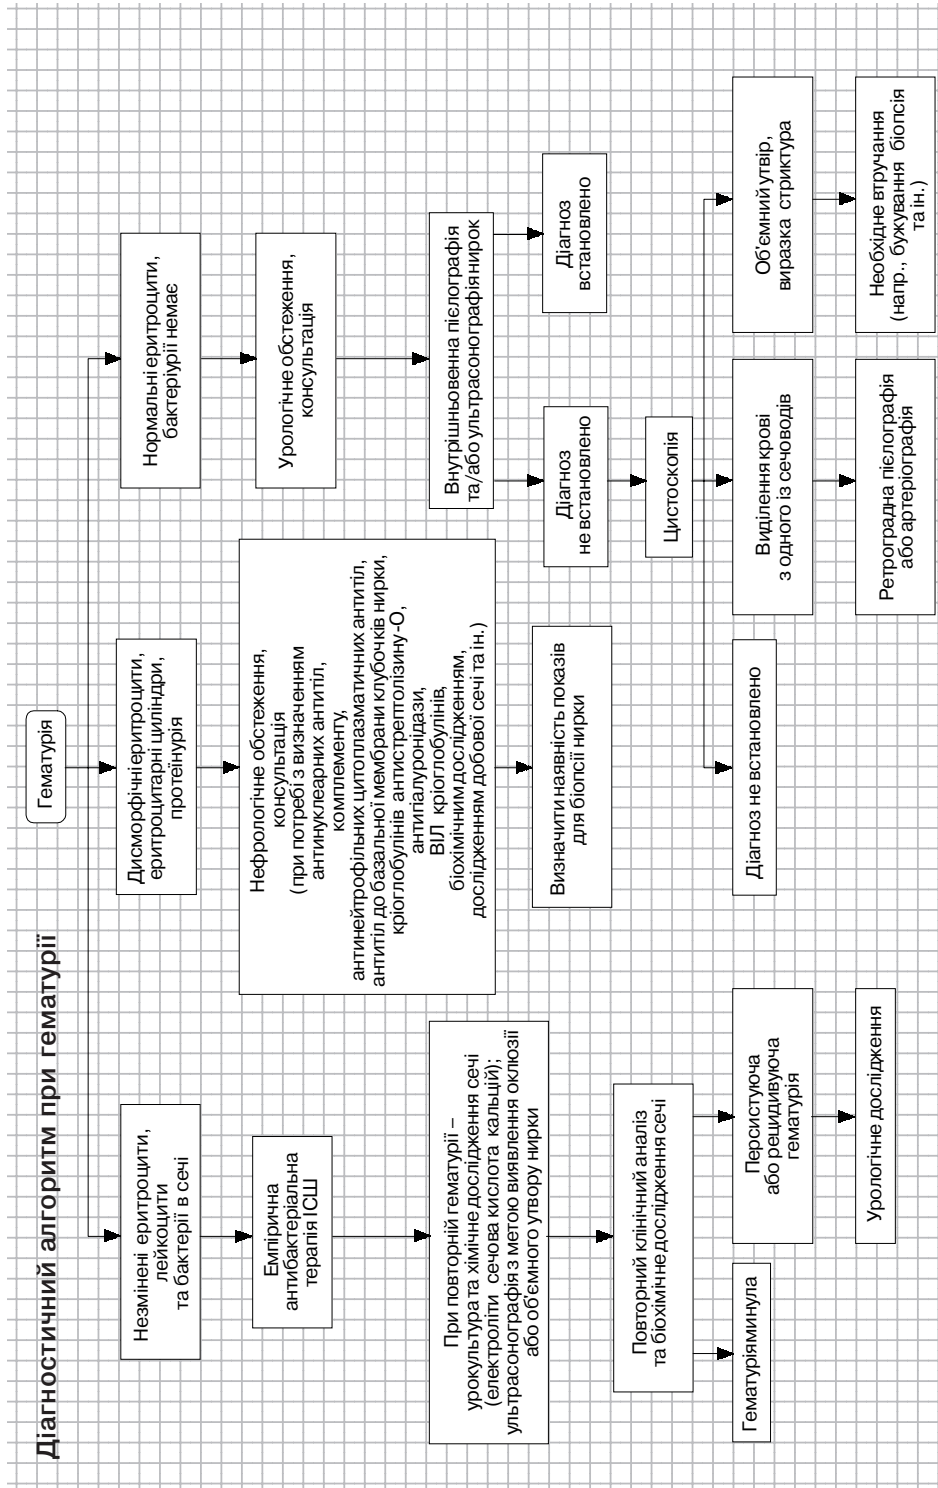 Діагностичний алгоритм при гематурії
Гематурія
Незмінені еритроцити,
лейкоцити
та бактерії в сечі
Емпірична
антибактеріальна
терапія ІСШ
При повторній гематурії –
урокультура та хімічне дослідження сечі
(електроліти сечова кислота кальцій);
ультрасонографія з метою виявлення оклюзії
або об'ємного утвору нирки
Повторний клінічний аналіз
та біохімічне дослідження сечі
Гематурія минула
Персистуюча
або рецидивуюча
гематурія
Урологічне дослідження
Дисморфічні еритроцити,
еритроцитарні циліндри,
протеїнурія
Нефрологічне обстеження,
консультація
(при потребі з визначенням
антинуклеарних антитіл,
комплементу,
антинейтрофільних цитоплазматичних антитіл,
антитіл до базальної мембрани клубочків нирки,
кріоглобулінів антистрептолізину-О,
антигіалуронідази,
ВІЛ кріоглобулінів,
біохімічним дослідженням,
дослідженням добової сечі та ін.)
Визначити наявність показів
для біопсії нирки
Нормальні еритроцити,
бактеріурії немає
Урологічне обстеження,
консультація
Внутрішньовенна пієлографія
та/або ультрасонографія нирок
Діагноз
не встановлено
Діагноз
встановлено
Цистоскопія
Діагноз не встановлено
Виділення крові
з одного із сечоводів
Ретроградна пієлографія
або артеріографія
Об'ємний утвір,
виразка стриктура
Необхідне втручання
(напр., бужування біопсія
та ін.)